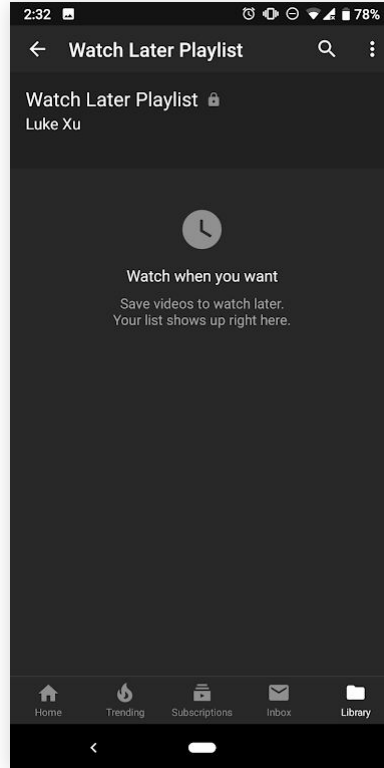 2:32 78%
Watch Later Playlist
Watch Later Playlist
Luke Xu
Watch when you want
Save videos to watch later.
Your list shows up right here.
Home Trending Subscriptions Inbox Library